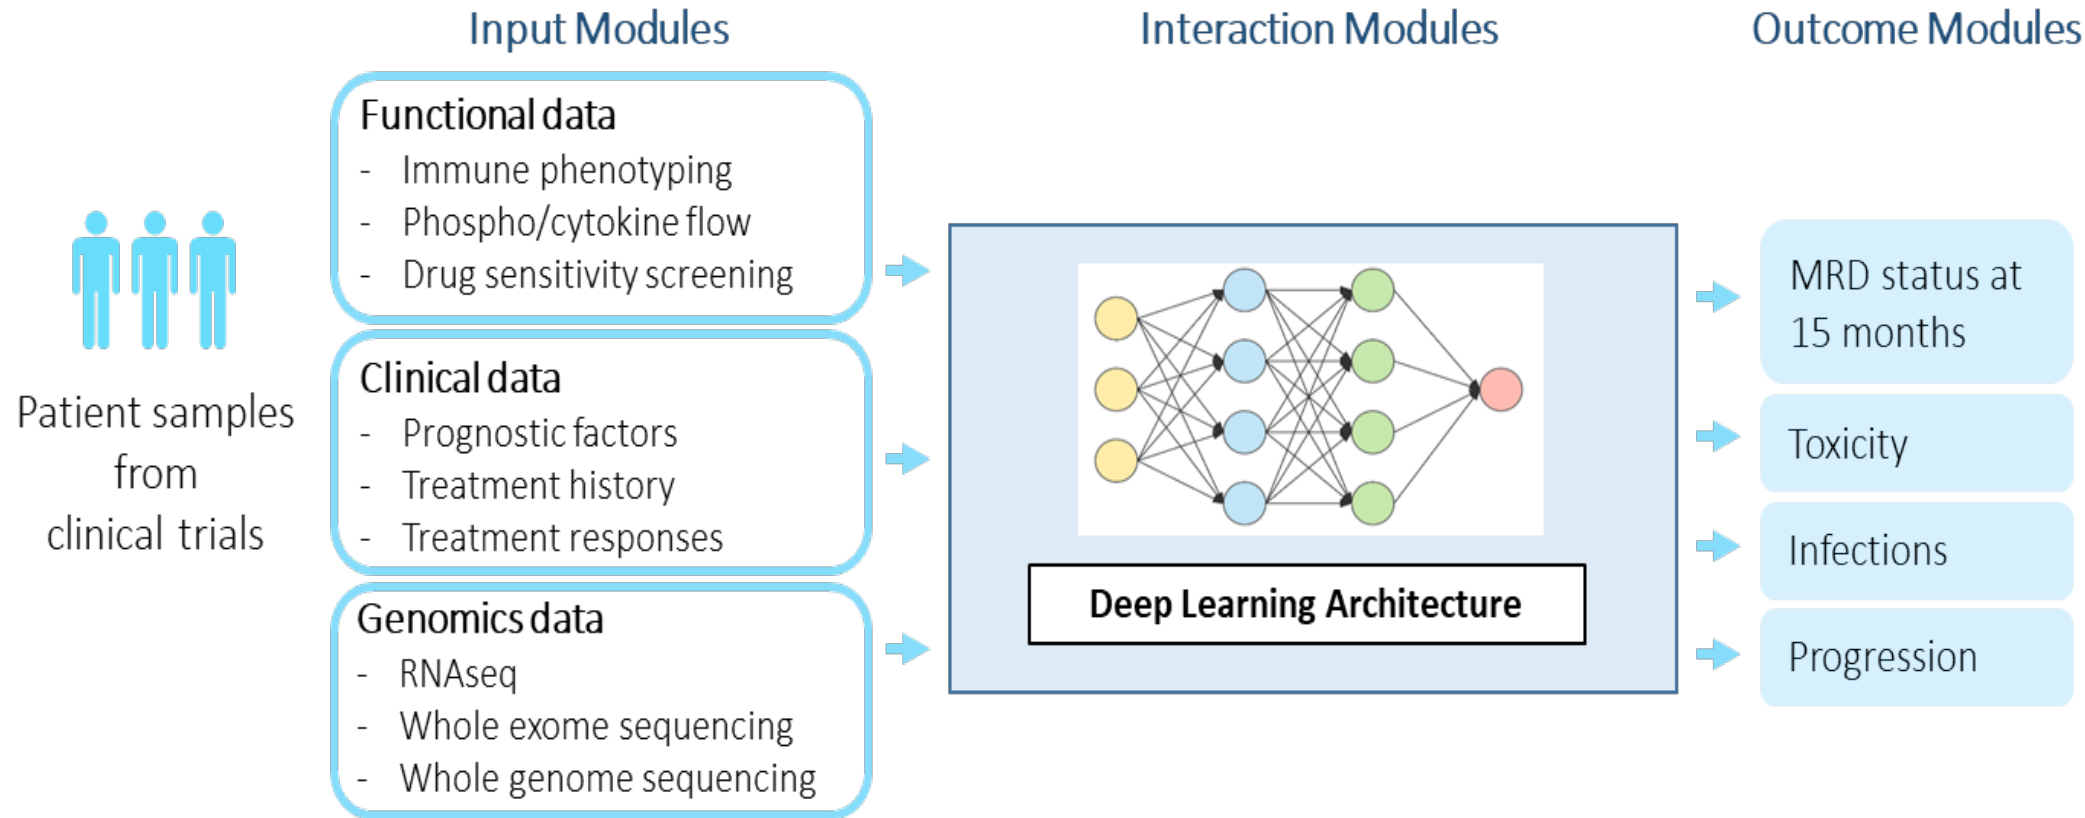 Input Modules
Interaction Modules
Outcome Modules
Patient samples
from
clinical trials
Functional data
- Immune phenotyping
- Phospho/cytokine flow
- Drug sensitivity screening
Clinical data
- Prognostic factors
- Treatment history
- Treatment responses
Genomics data
- RNAseq
- Whole exome sequencing
- Whole genome sequencing
Deep Learning Architecture
MRD status at
15 months
Toxicity
Infections
Progression